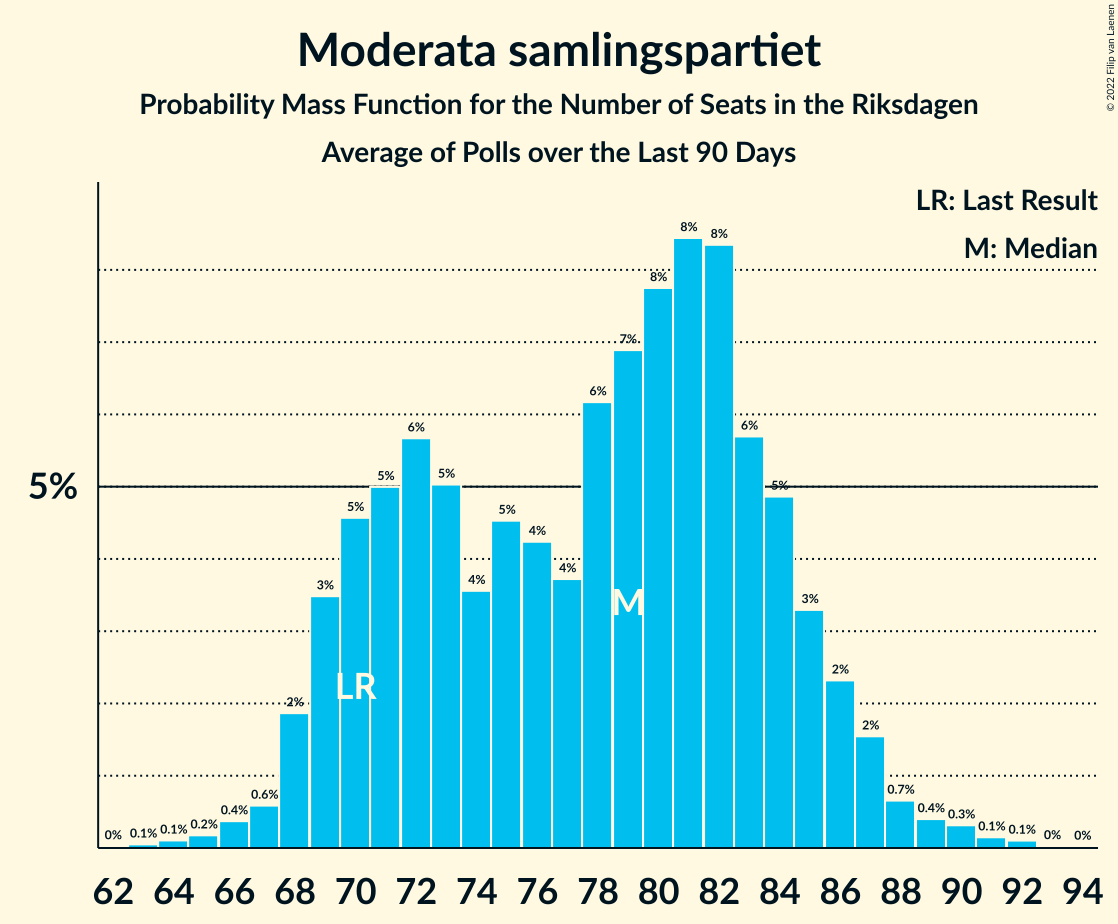 © 2022 Filip van Laenen
Moderata samlingspartiet
Probability Mass Function for the Number of Seats in the Riksdagen
Average of Polls over the Last 90 Days
LR: Last Result
M: Median
5%
0% 0.1% 0.1% 0.2% 0.4% 0.6% 2% 3% 5% 5% 6% 5% 4% 5% 4% 4% 6% 7% 8% 8% 8% 6% 5% 3% 2% 2% 0.7% 0.4% 0.3% 0.1% 0.1% 0% 0%
LR
M
62 64 66 68 70 72 74 76 78 80 82 84 86 88 90 92 94